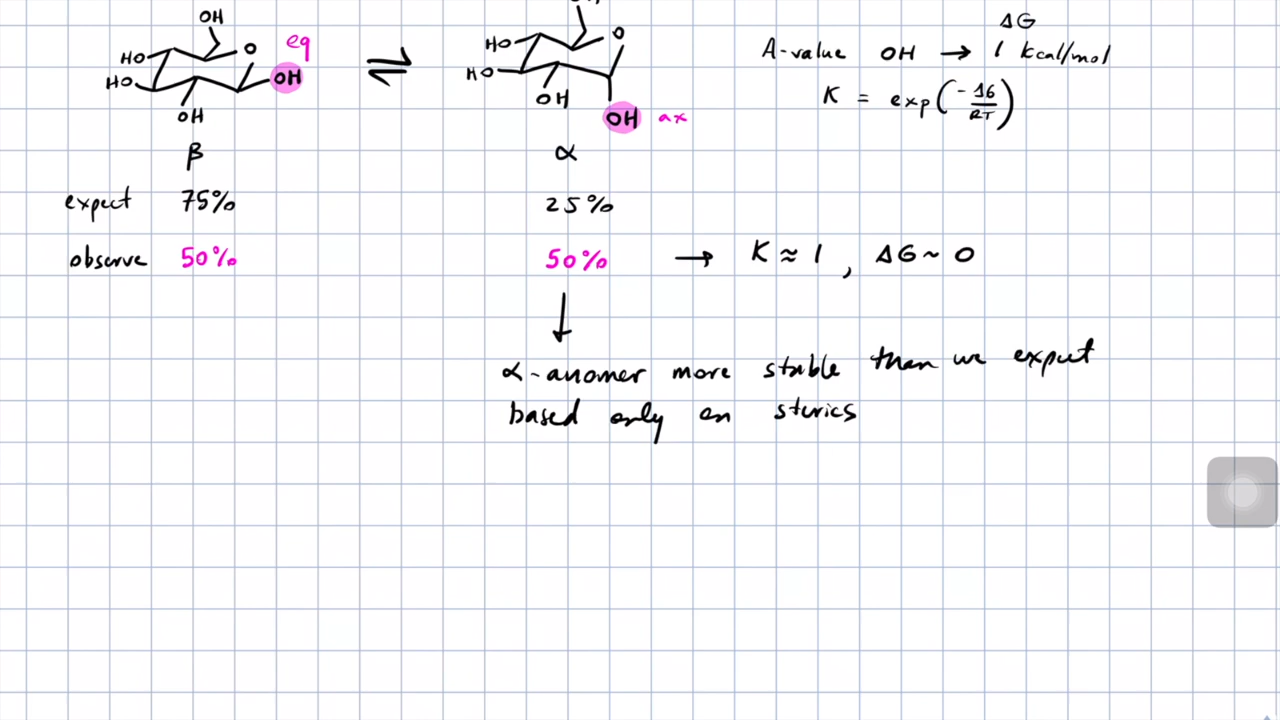 OH
HO
HO
OH
O
OH
eq
⇌
HO
HO
OH
O
OH
ax
ΔG
A-value OH → 1 kcal/mol
K = exp(-ΔG/RT)
β
α
expect 75% 25%
observe 50% 50% → K ≈ 1, ΔG ~ 0
α-anomer more stable than we expect
based only on sterics